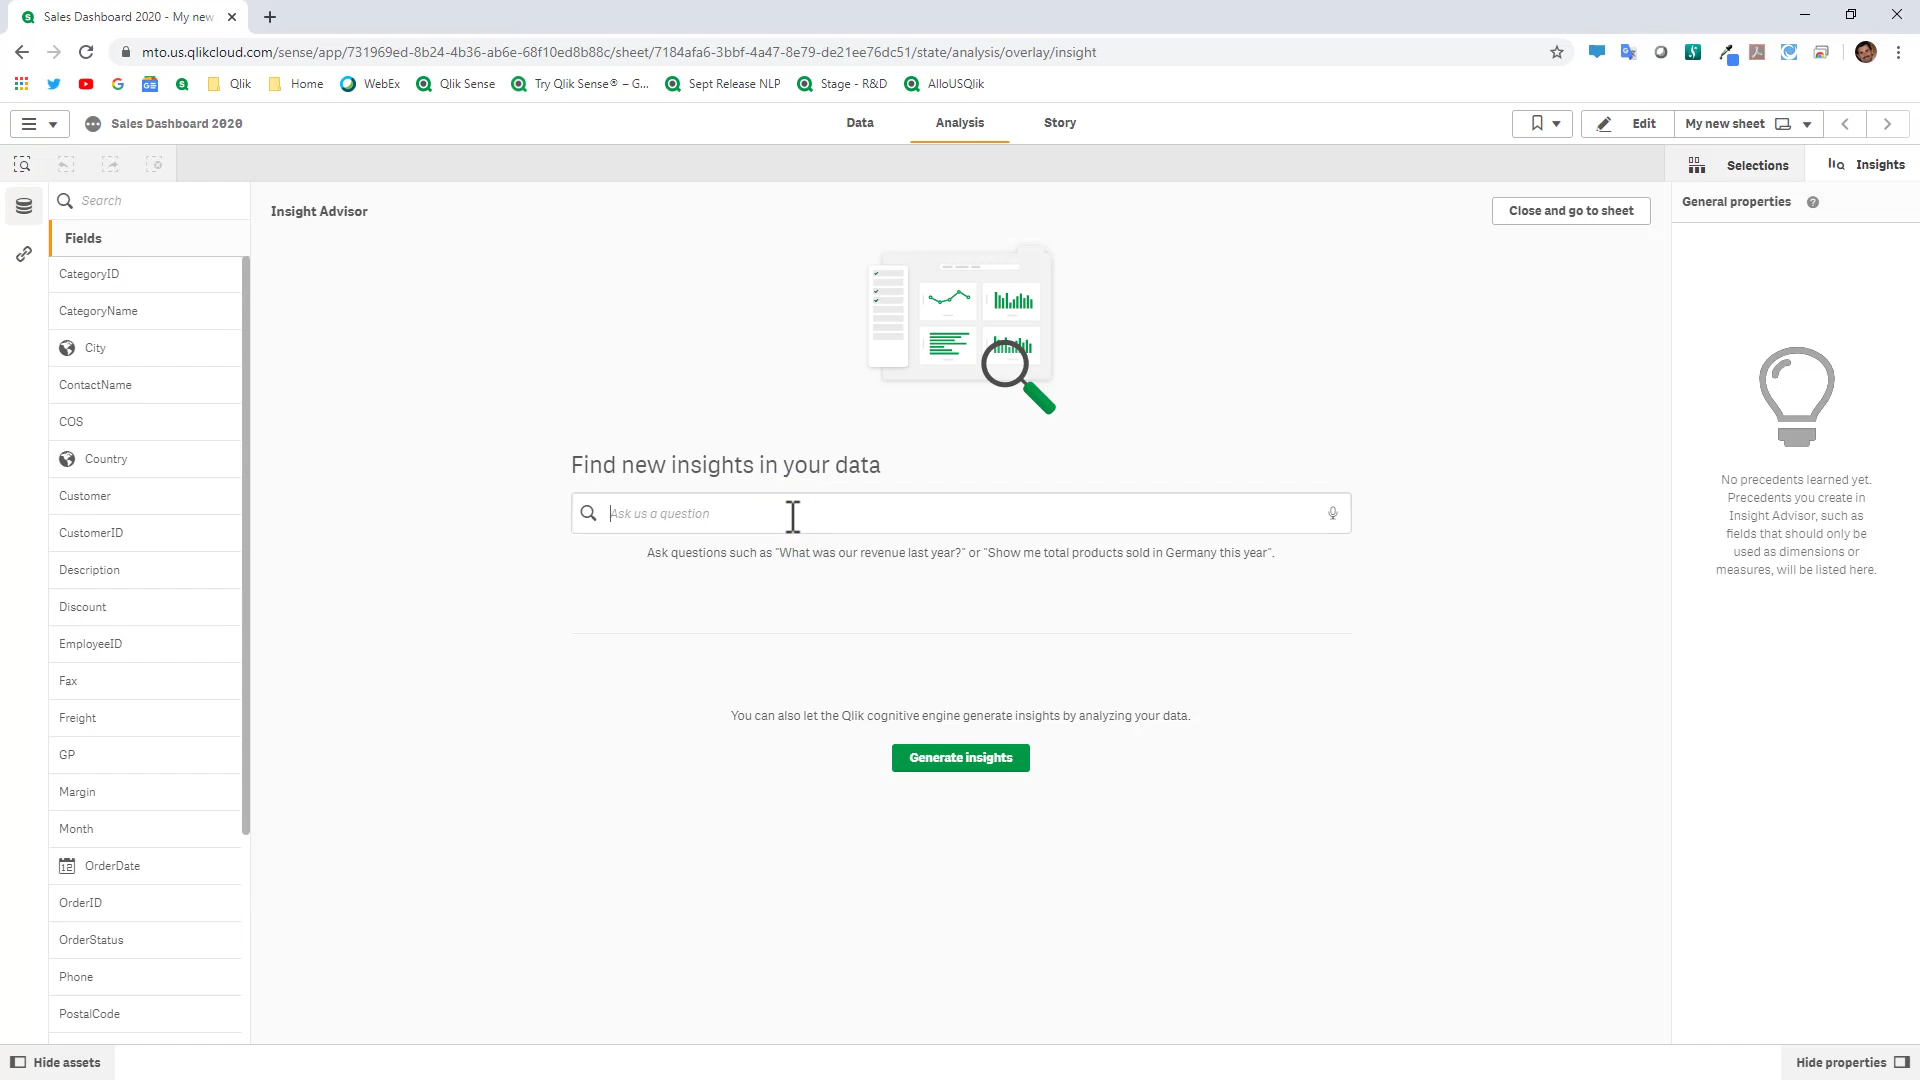 Sales Dashboard 2020 - My new
mto.us.qlikcloud.com/sense/app/731969ed-8b24-4b36-ab6e-68f10ed8b88c/sheet/7184afa6-3bbf-4a47-8e79-de21ee76dc51/state/analysis/overlay/insight
Qlik
Home
WebEx
Qlik Sense
Try Qlik Sense® – G...
Sept Release NLP
Stage - R&D
AlloUSQlik
Sales Dashboard 2020
Data
Analysis
Story
Edit
My new sheet
Selections
Insights
Search
Fields
CategoryID
CategoryName
City
ContactName
COS
Country
Customer
CustomerID
Description
Discount
EmployeeID
Fax
Freight
GP
Margin
Month
12 OrderDate
OrderID
OrderStatus
Phone
PostalCode
Insight Advisor
Close and go to sheet
Find new insights in your data
Ask us a question
Ask questions such as "What was our revenue last year?" or "Show me total products sold in Germany this year".
You can also let the Qlik cognitive engine generate insights by analyzing your data.
Generate insights
General properties
No precedents learned yet.
Precedents you create in
Insight Advisor, such as
fields that should only be
used as dimensions or
measures, will be listed here.
Hide assets
Hide properties